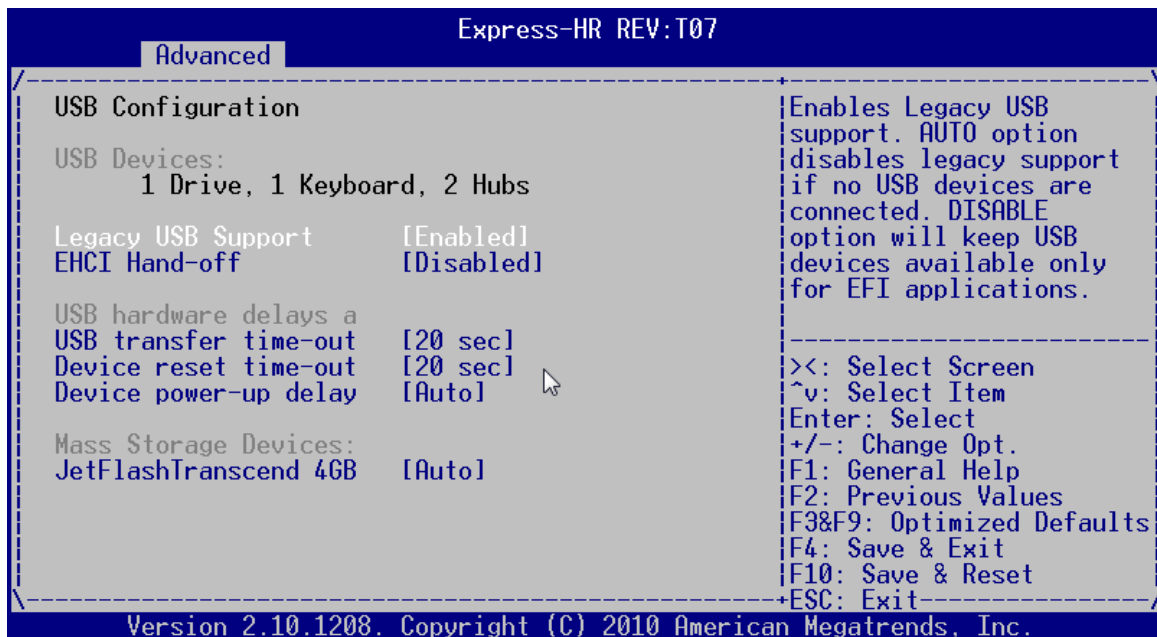 Express-HR REV:T07
Advanced
USB Configuration
USB Devices:
1 Drive, 1 Keyboard, 2 Hubs
Legacy USB Support [Enabled]
EHCI Hand-off [Disabled]
USB hardware delays a
USB transfer time-out [20 sec]
Device reset time-out [20 sec]
Device power-up delay [Auto]
Mass Storage Devices:
JetFlashTranscend 4GB [Auto]
Enables Legacy USB
support. AUTO option
disables legacy support
if no USB devices are
connected. DISABLE
option will keep USB
devices available only
for EFI applications.
><: Select Screen
^v: Select Item
Enter: Select
+/-: Change Opt.
F1: General Help
F2: Previous Values
F3&F9: Optimized Defaults
F4: Save & Exit
F10: Save & Reset
ESC: Exit
Version 2.10.1208. Copyright (C) 2010 American Megatrends, Inc.